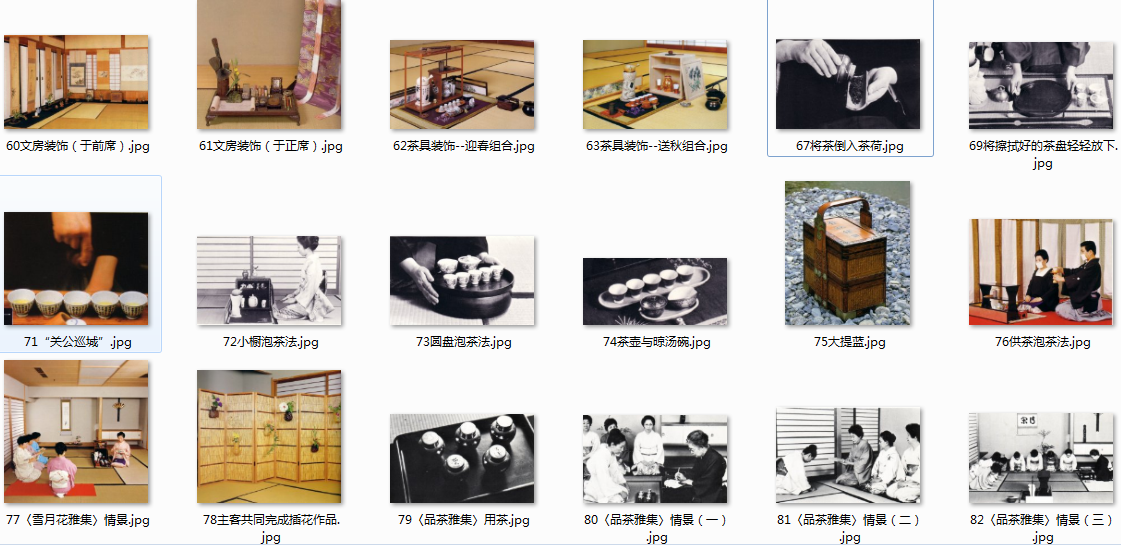 60文房装饰（于前席）.jpg
61文房装饰（于正席）.jpg
62茶具装饰--迎春组合.jpg
63茶具装饰--送秋组合.jpg
67将茶倒入茶荷.jpg
69将擦拭好的茶盘轻轻放下.
jpg
71“关公巡城”.jpg
72小橱泡茶法.jpg
73圆盘泡茶法.jpg
74茶壶与晾汤碗.jpg
75大提蓝.jpg
76供茶泡茶法.jpg
77〈雪月花雅集〉情景.jpg
78主客共同完成插花作品.
jpg
79〈品茶雅集〉用茶.jpg
80〈品茶雅集〉情景（一）
.jpg
81〈品茶雅集〉情景（二）
.jpg
82〈品茶雅集〉情景（三）
.jpg